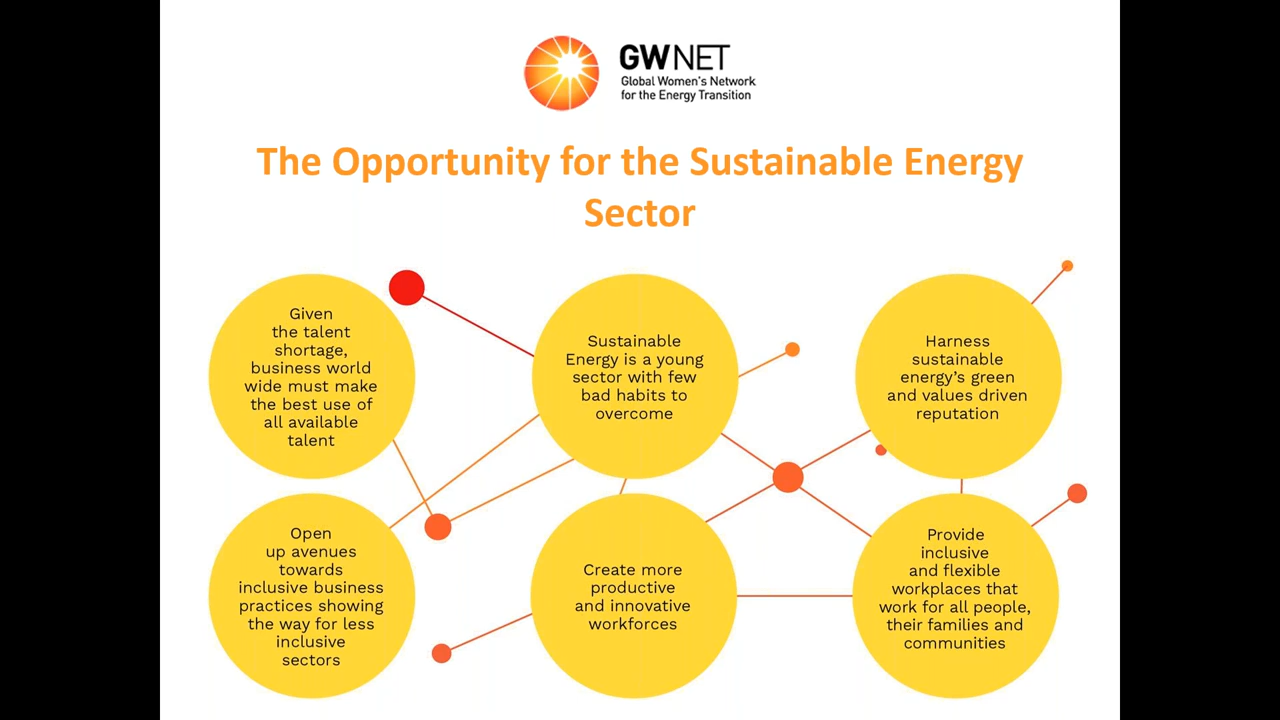 GWNET
Global Women's Network
for the Energy Transition
The Opportunity for the Sustainable Energy
Sector
Given
the talent
shortage,
business world
wide must make
the best use of
all available
talent
Sustainable
Energy is a young
sector with few
bad habits to
overcome
Harness
sustainable
energy’s green
and values driven
reputation
Open
up avenues
towards
inclusive business
practices showing
the way for less
inclusive
sectors
Create more
productive
and innovative
workforces
Provide
inclusive
and flexible
workplaces that
work for all people,
their families and
communities